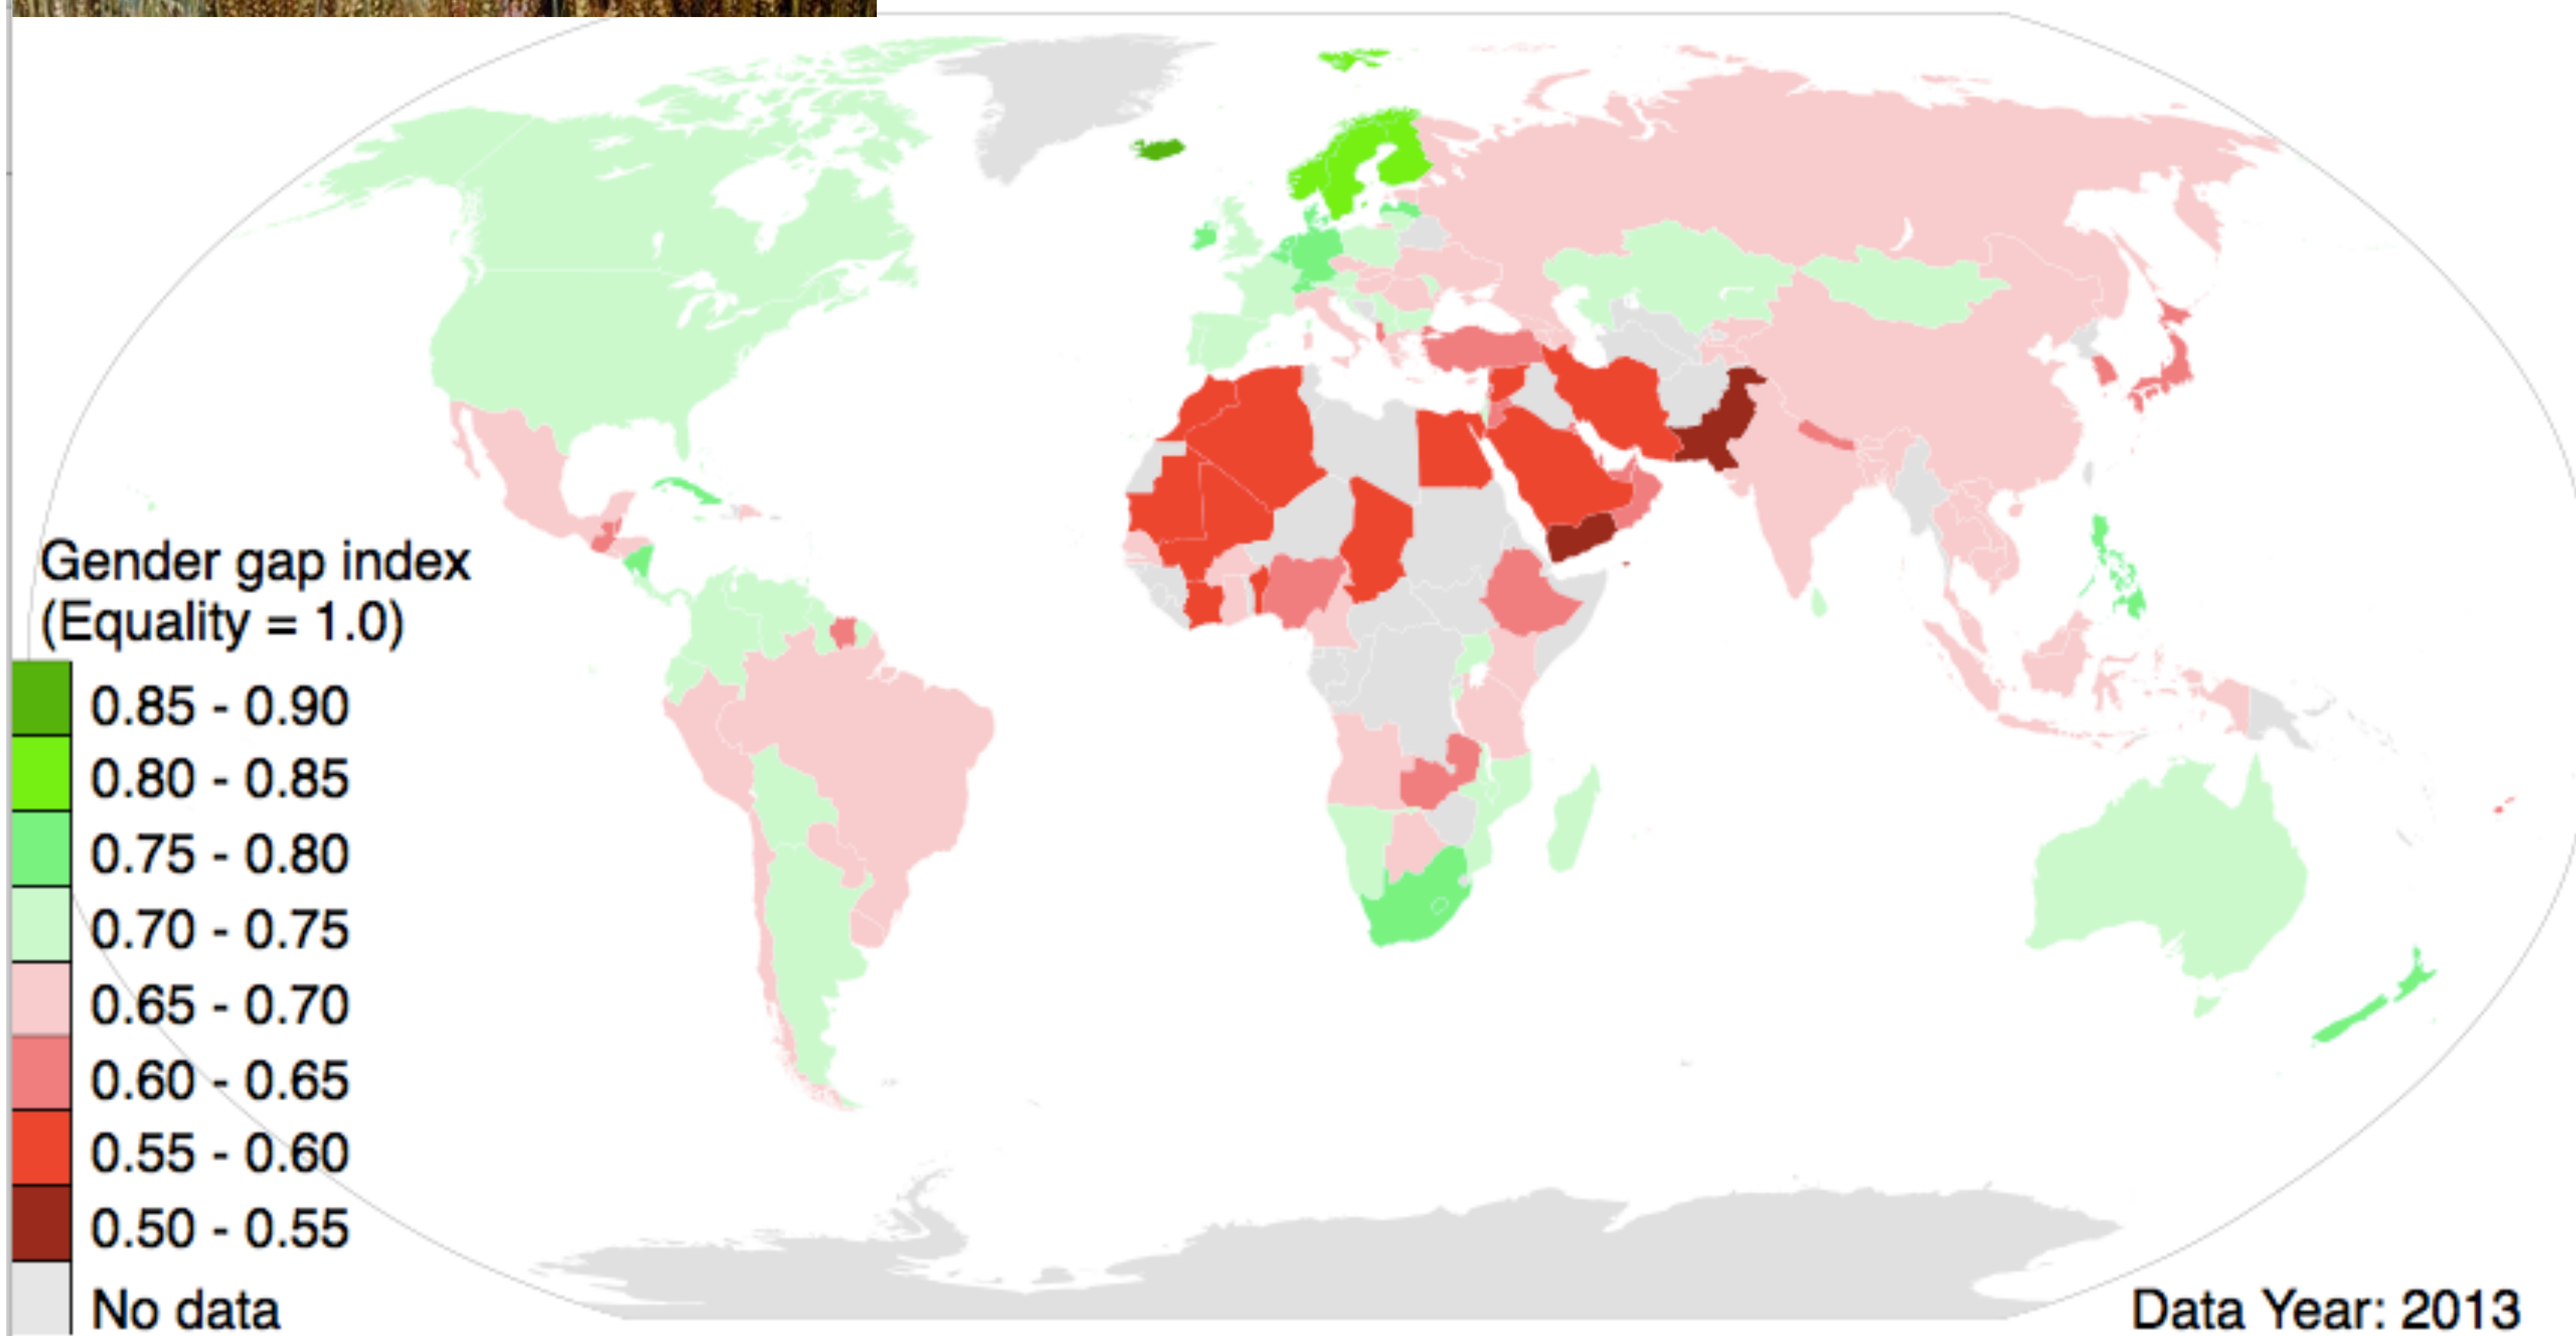 Gender gap index
(Equality = 1.0)
0.85 - 0.90
0.80 - 0.85
0.75 - 0.80
0.70 - 0.75
0.65 - 0.70
0.60 - 0.65
0.55 - 0.60
0.50 - 0.55
No data
Data Year: 2013